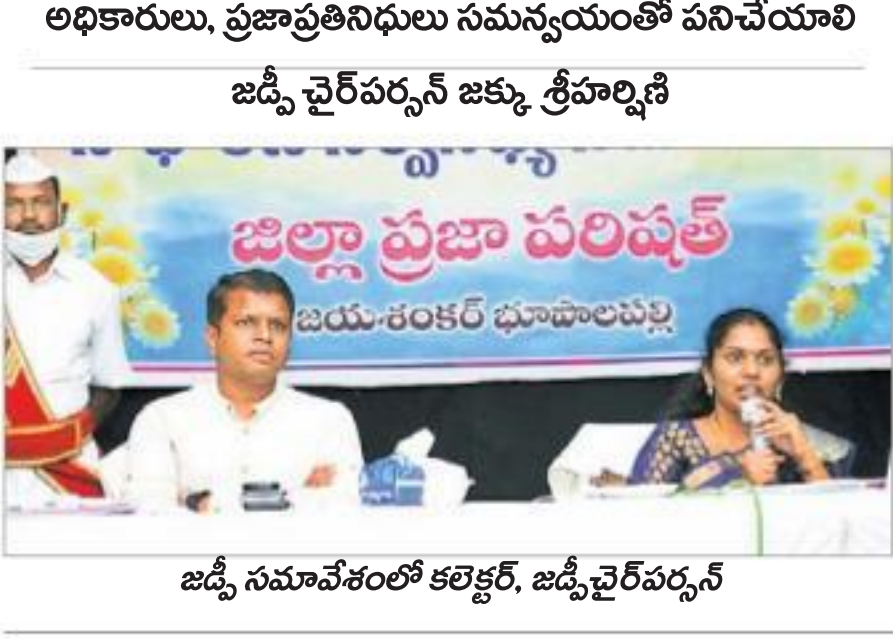 అధికారులు, ప్రజాప్రతినిధులు సమన్వయంతో పనిచేయాలి
జడ్పీ చైర్‌పర్సన్ జక్కు శ్రీహర్షిణి
జిల్లా ప్రజా పరిషత్
జయశంకర్ భూపాలపల్లి
జడ్పీ సమావేశంలో కలెక్టర్, జడ్పీచైర్‌పర్సన్